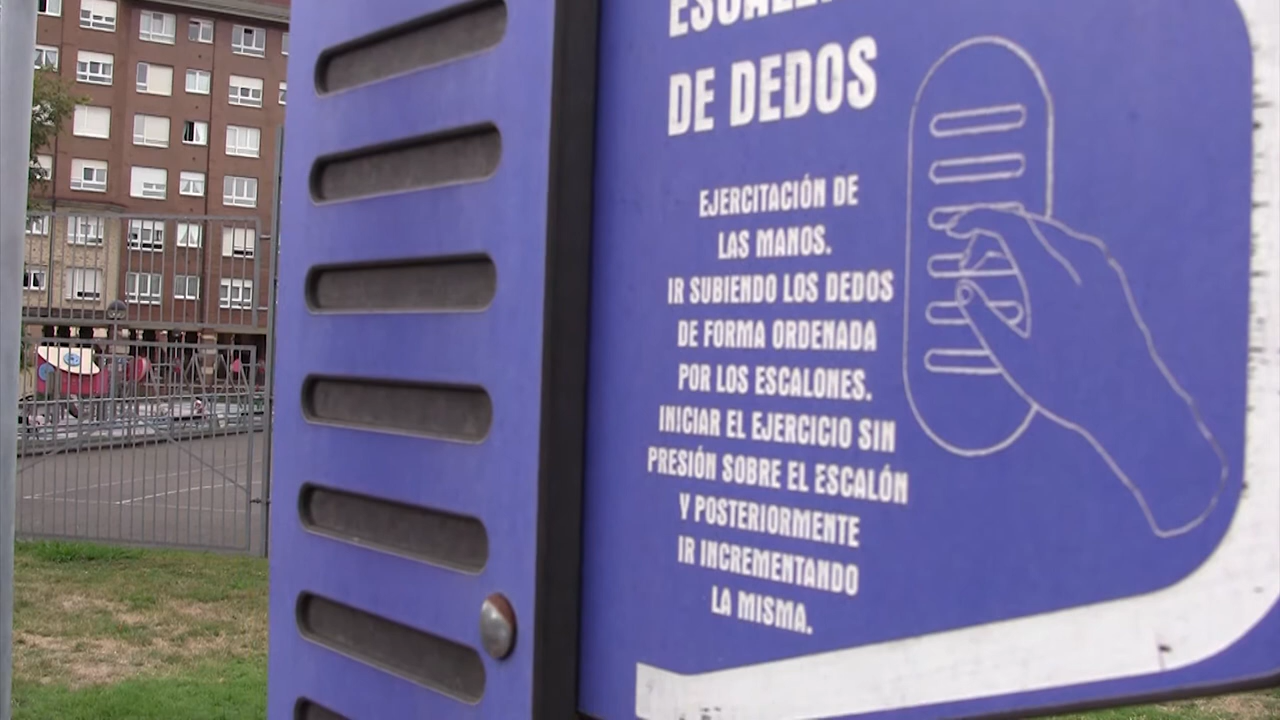 DE DEDOS
EJERCITACIÓN DE
LAS MANOS.
IR SUBIENDO LOS DEDOS
DE FORMA ORDENADA
POR LOS ESCALONES.
INICIAR EL EJERCICIO SIN
PRESIÓN SOBRE EL ESCALÓN
Y POSTERIORMENTE
IR INCREMENTANDO
LA MISMA.